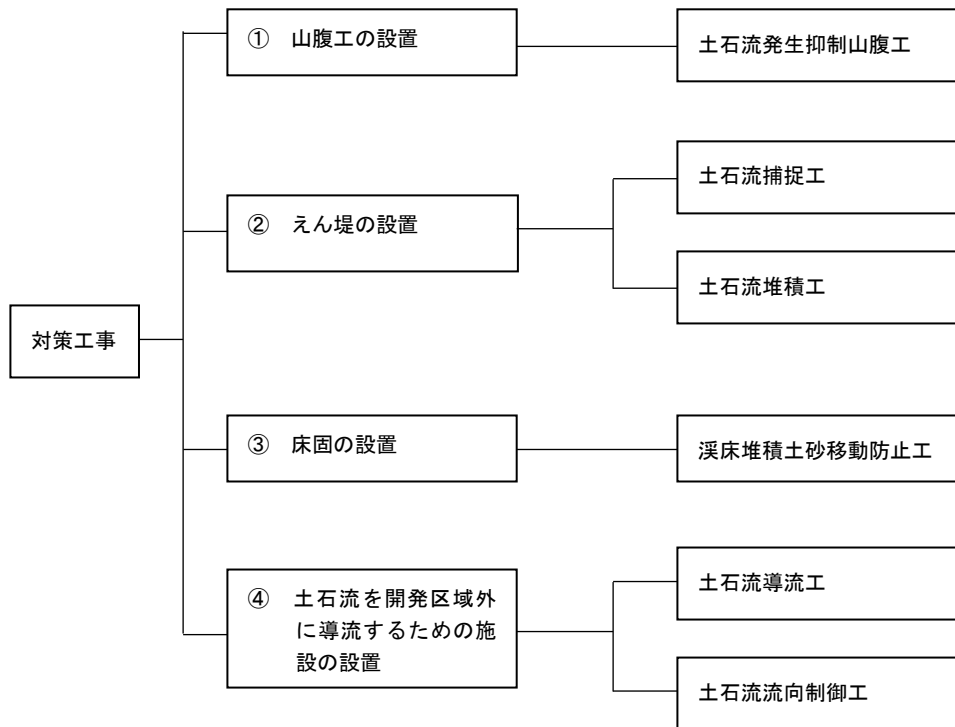 対策工事
① 山腹工の設置
土石流発生抑制山腹工
② えん堤の設置
土石流捕捉工
土石流堆積工
③ 床固の設置
渓床堆積土砂移動防止工
④ 土石流を開発区域外
に導流するための施
設の設置
土石流導流工
土石流流向制御工